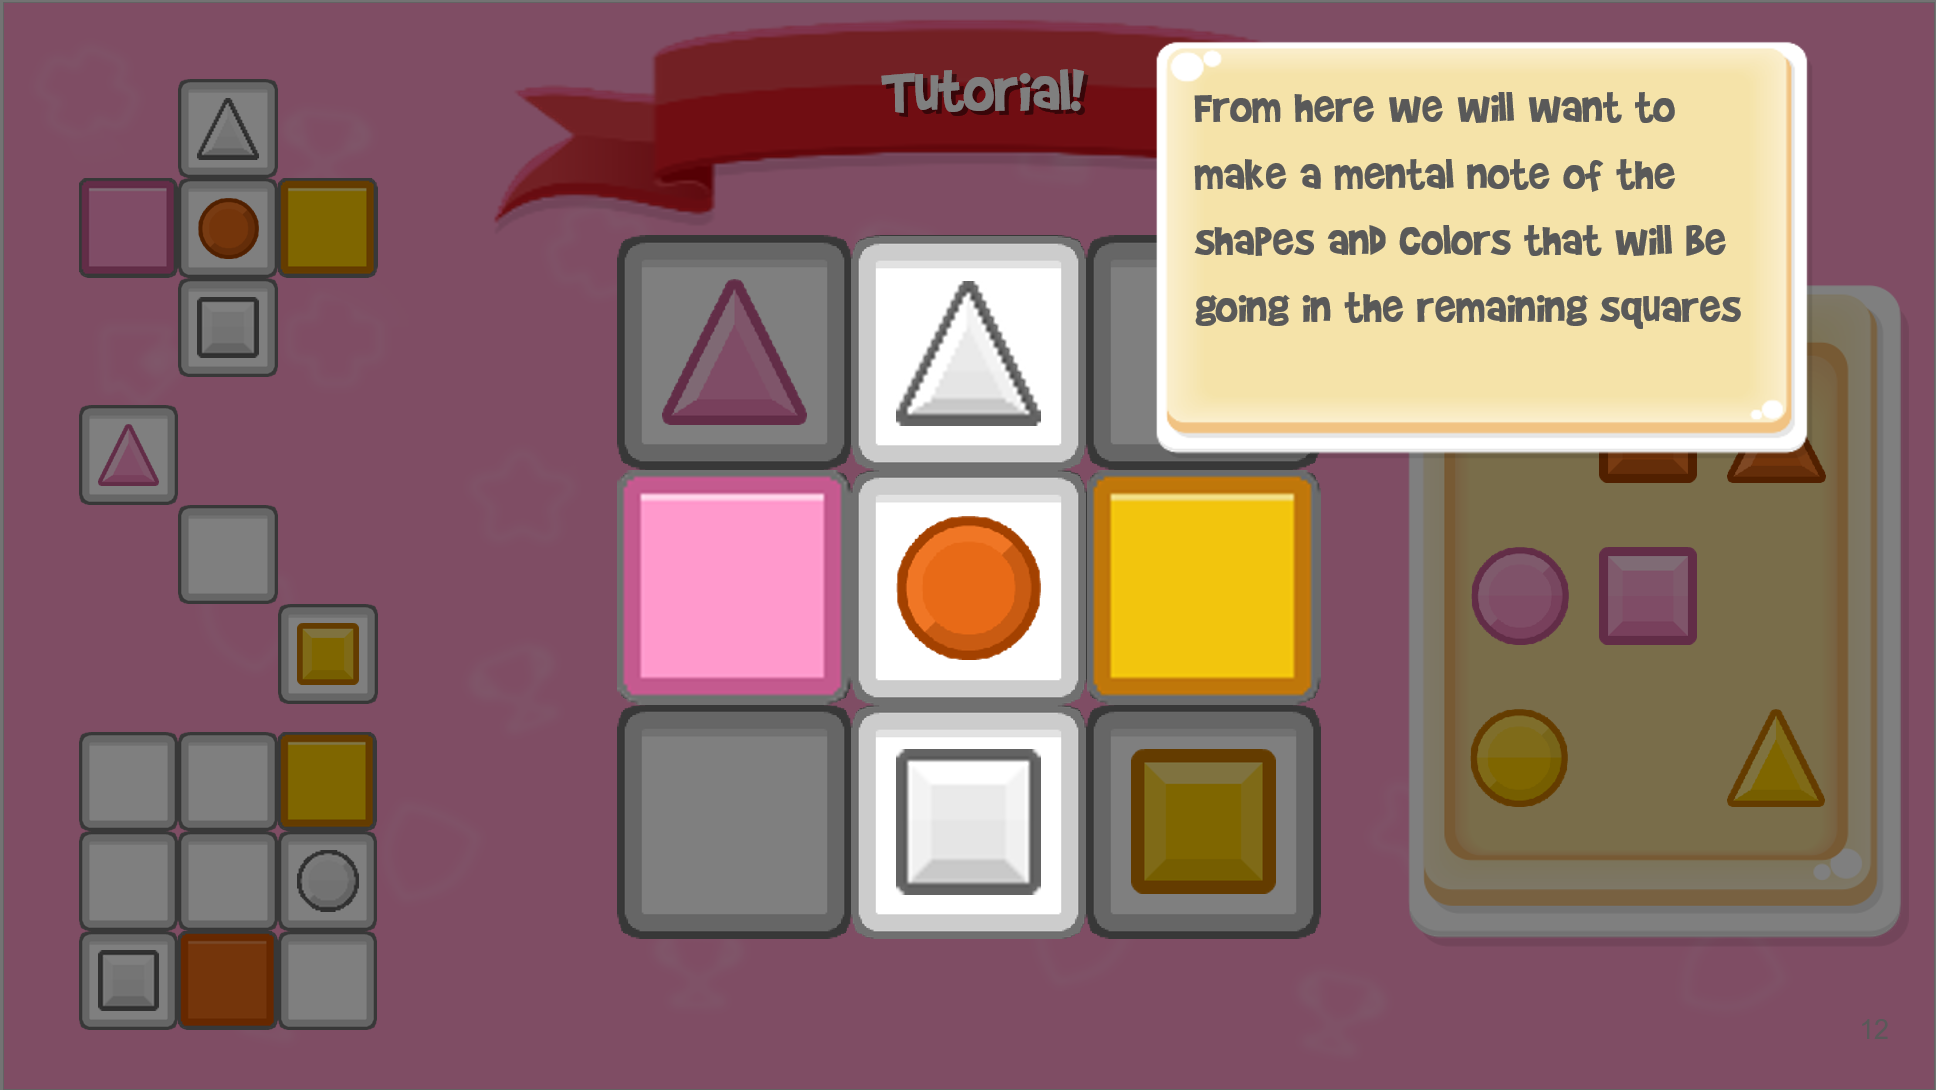 Tutorial!
From here we will want to
make a mental note of the
shapes and colors that will be
going in the remaining squares
12